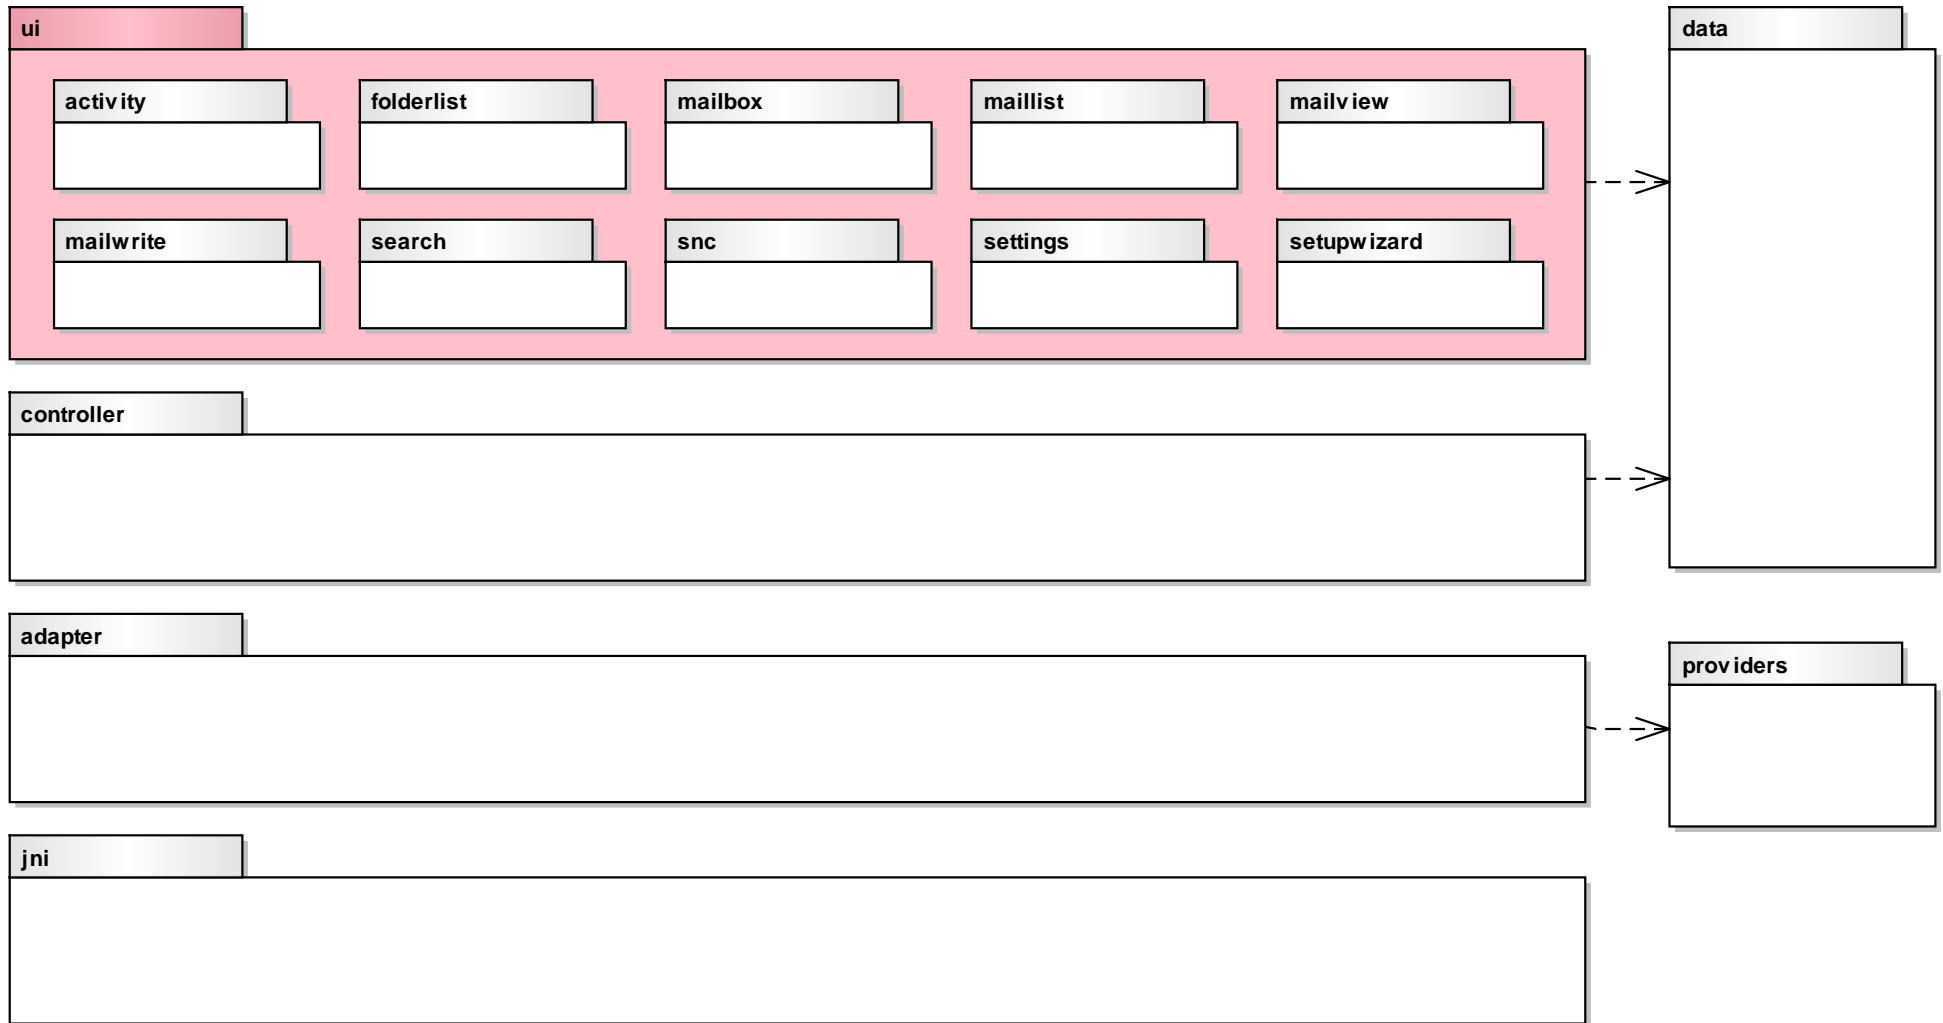 ui
data
activity
folderlist
mailbox
maillist
mailview
mailwrite
search
snc
settings
setupwizard
controller
adapter
providers
jni